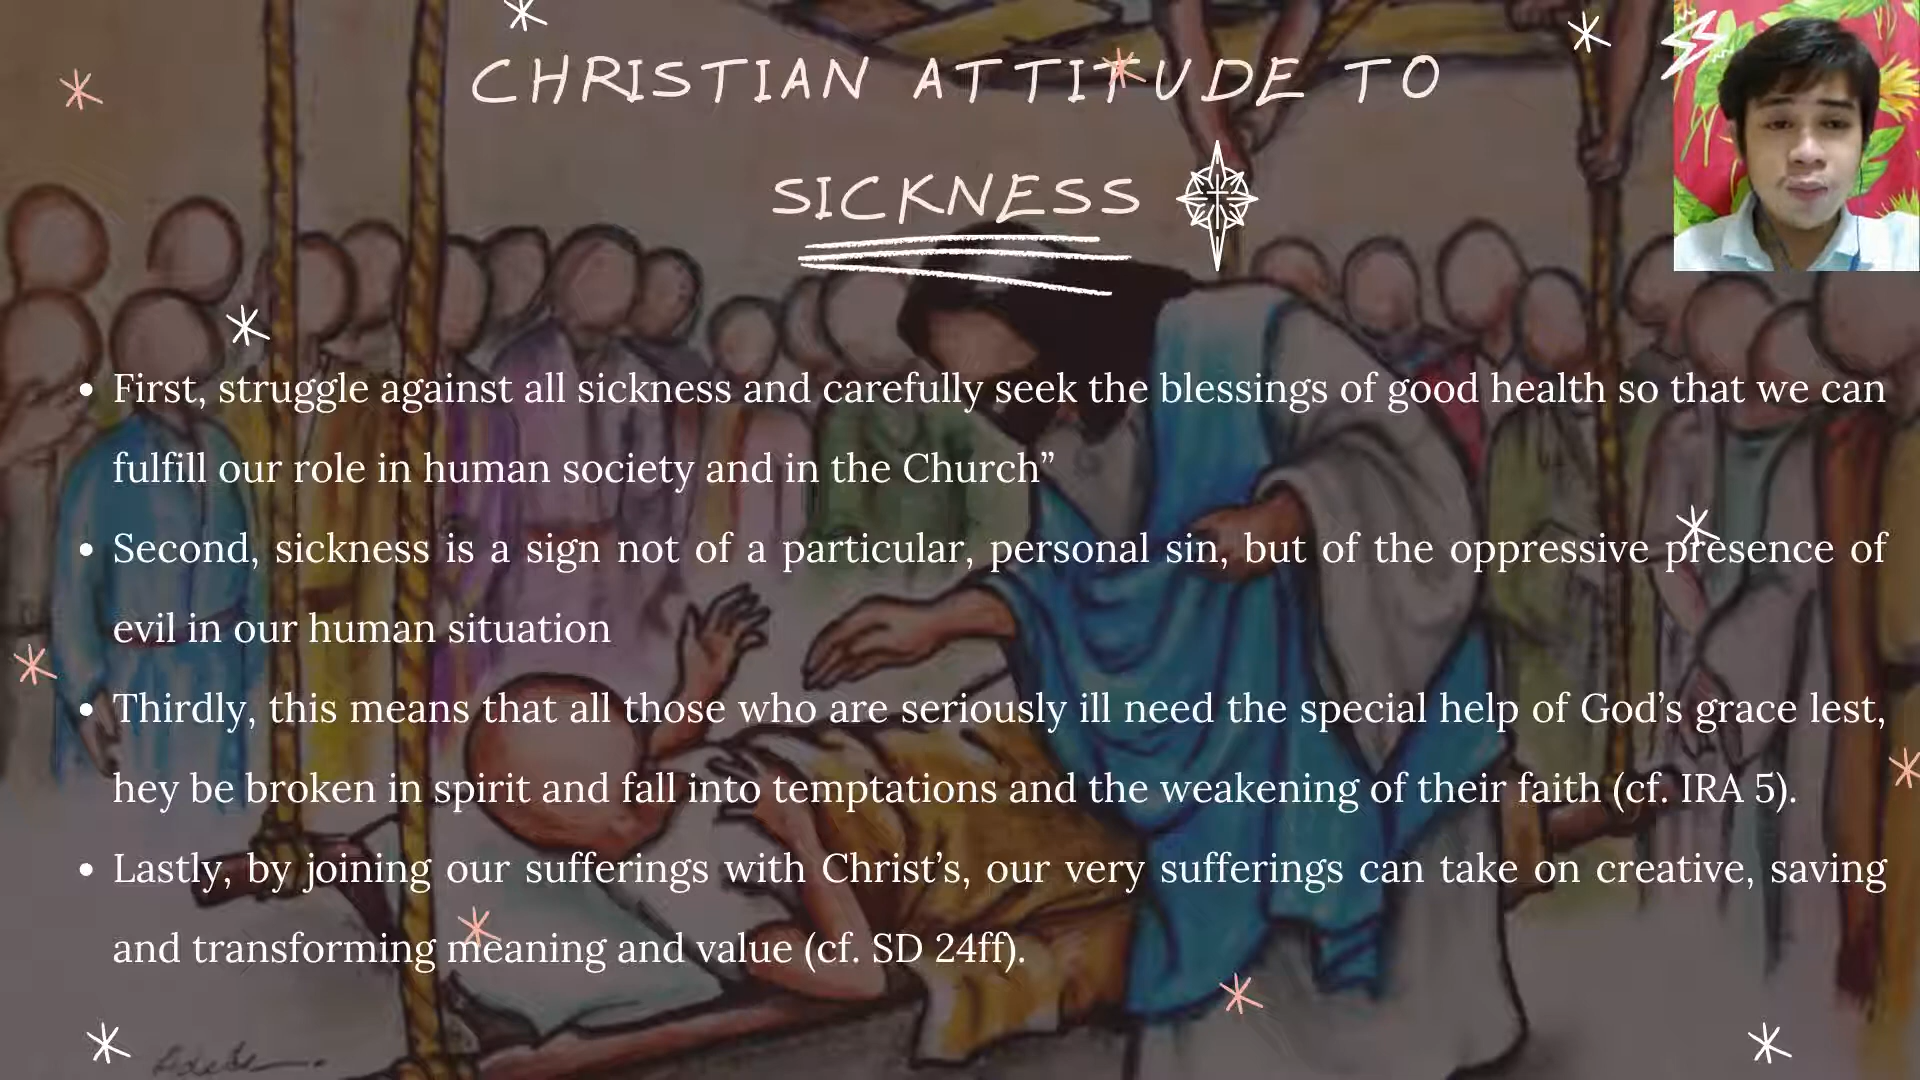 CHRISTIAN ATTITUDE TO
SICKNESS
• First, struggle against all sickness and carefully seek the blessings of good health so that we can
fulfill our role in human society and in the Church”
• Second, sickness is a sign not of a particular, personal sin, but of the oppressive presence of
evil in our human situation
• Thirdly, this means that all those who are seriously ill need the special help of God’s grace lest,
hey be broken in spirit and fall into temptations and the weakening of their faith (cf. IRA 5).
• Lastly, by joining our sufferings with Christ’s, our very sufferings can take on creative, saving
and transforming meaning and value (cf. SD 24ff).